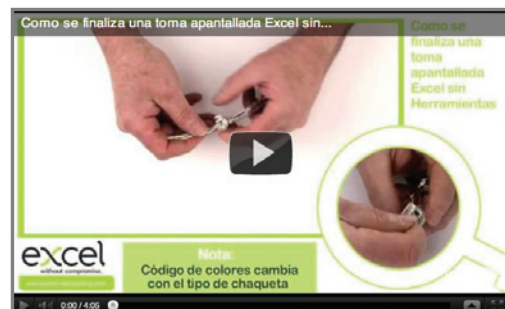 Como se finaliza una toma apantallada Excel sin...
Como se
finaliza una
toma
apantallada
Excel sin
Herramientas
excel
without compromise.
Nota:
Código de colores cambia
con el tipo de chaqueta
0:00 / 4:05